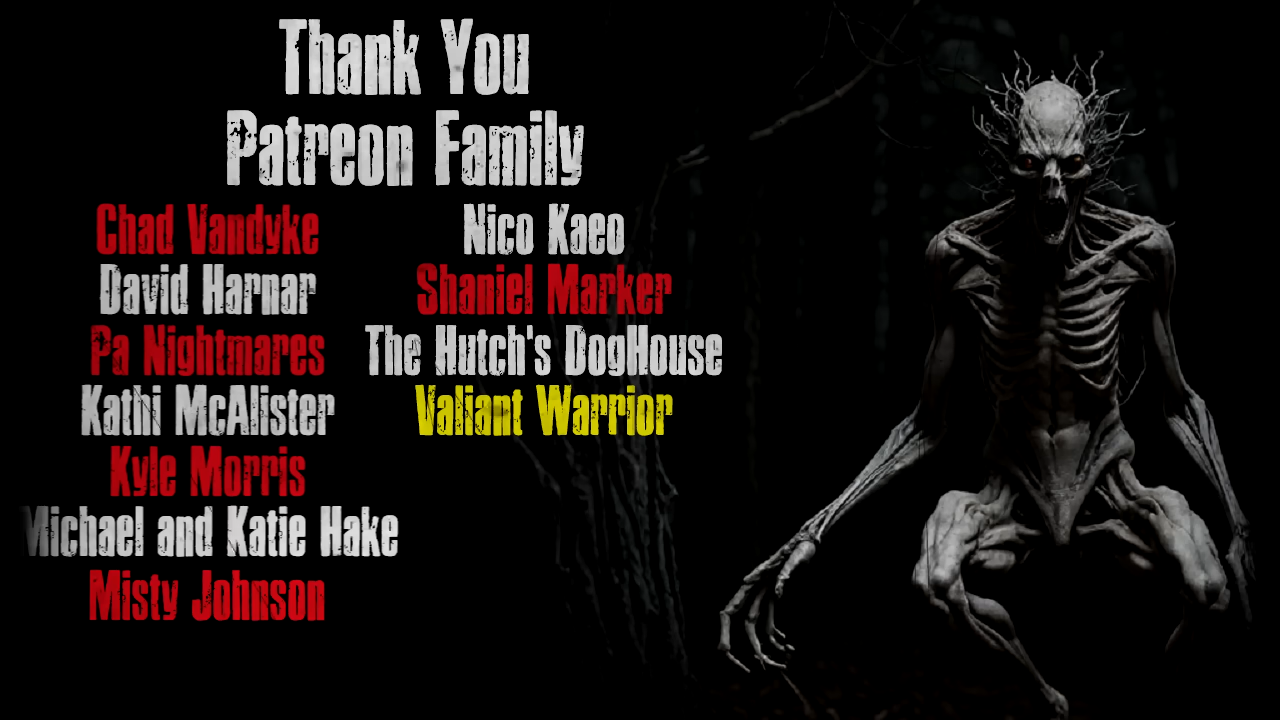 Thank You
Patreon Family
Chad Vandyke
David Harnar
Pa Nightmares
Kathi McAlister
Kyle Morris
Michael and Katie Hake
Misty Johnson
Nico Kaeo
Shaniel Marker
The Hutch's DogHouse
Valiant Warrior